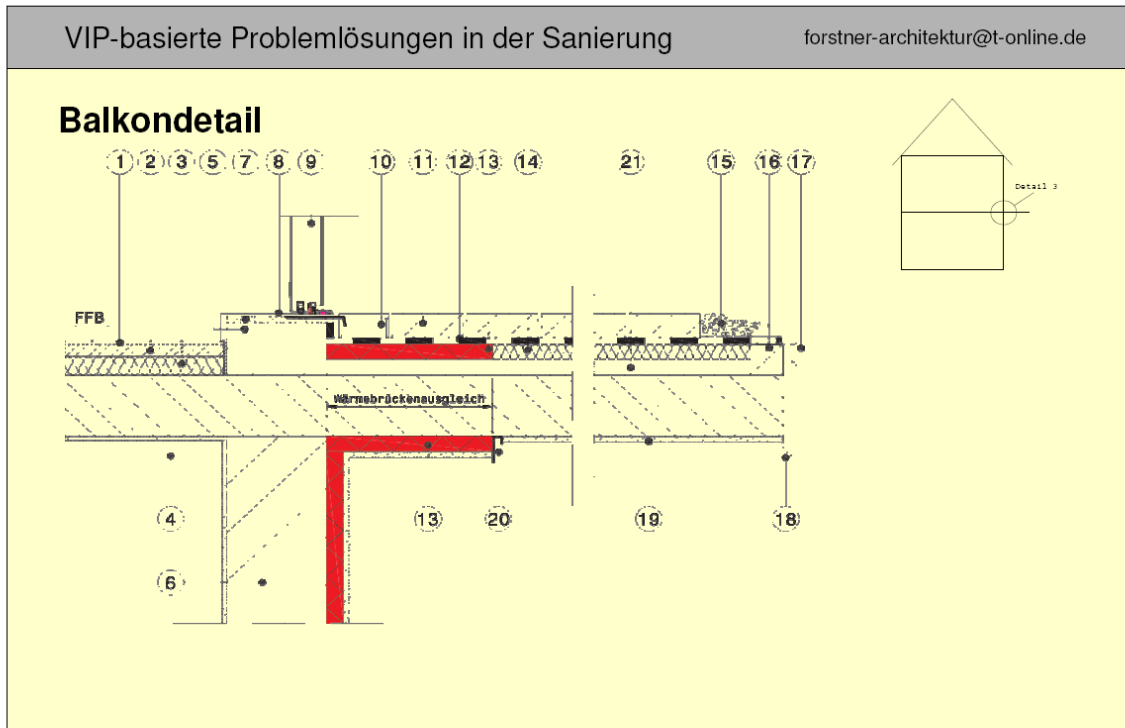 VIP-basierte Problemlösungen in der Sanierung forstner-architektur@t-online.de
Balkondetail
1 2 3 5 7 8 9 10 11 12 13 14 21 15 16 17
Detail 3
FFB
Wärmebrückenausgleich
4 13 20 19 18
6